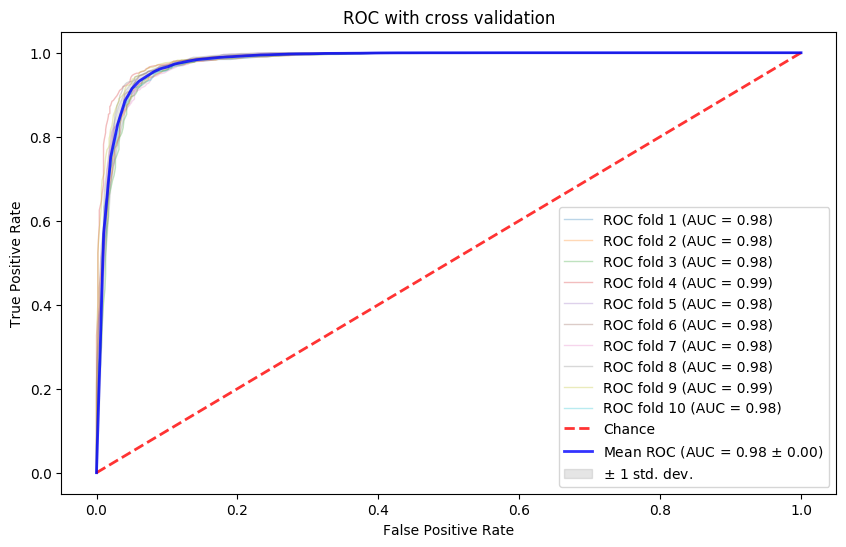 ROC with cross validation
True Positive Rate
1.0
0.8
0.6
0.4
0.2
0.0
ROC fold 1 (AUC = 0.98)
ROC fold 2 (AUC = 0.98)
ROC fold 3 (AUC = 0.98)
ROC fold 4 (AUC = 0.99)
ROC fold 5 (AUC = 0.98)
ROC fold 6 (AUC = 0.98)
ROC fold 7 (AUC = 0.98)
ROC fold 8 (AUC = 0.98)
ROC fold 9 (AUC = 0.99)
ROC fold 10 (AUC = 0.98)
Chance
Mean ROC (AUC = 0.98 ± 0.00)
± 1 std. dev.
0.0 0.2 0.4 0.6 0.8 1.0
False Positive Rate